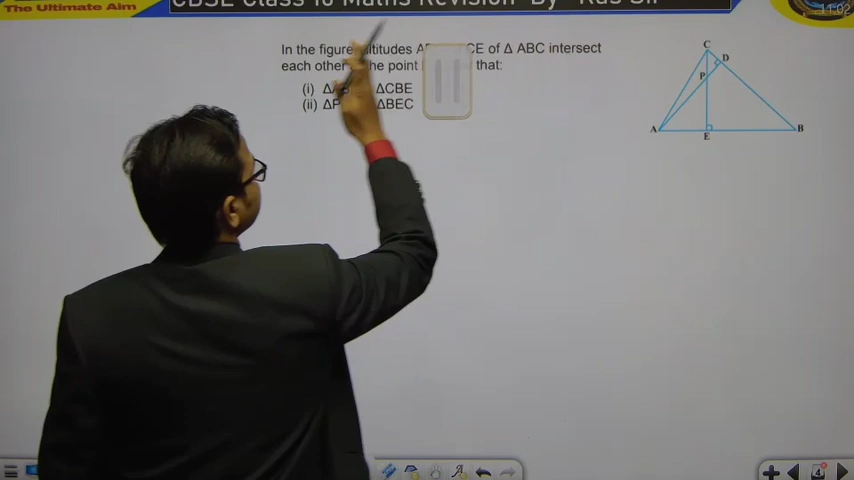 The Ultimate Aim
CBSE Class 10 Maths Revision By
11:02
In the figure, altitudes CE of Δ ABC intersect
each other the point that:
(i) ΔCBE
(ii) ΔBEC
C
D
P
A
E
B
4